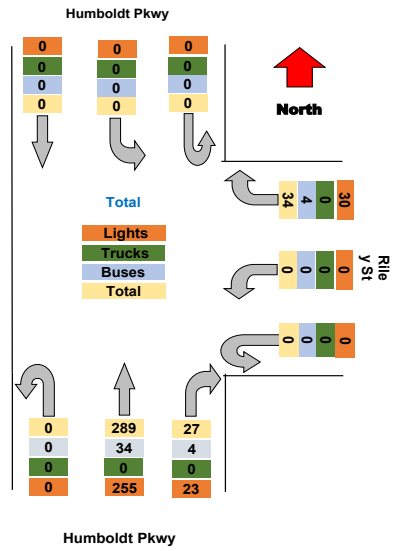 Humboldt Pkwy
0 0 0
0 0 0
0 0 0
0 0 0
North
34 4 0 30
Total
Lights
Trucks
Buses
Total
0 0 0 0
Rile
y St
0 0 0 0
0 289 27
0 34 4
0 0 0
0 255 23
Humboldt Pkwy